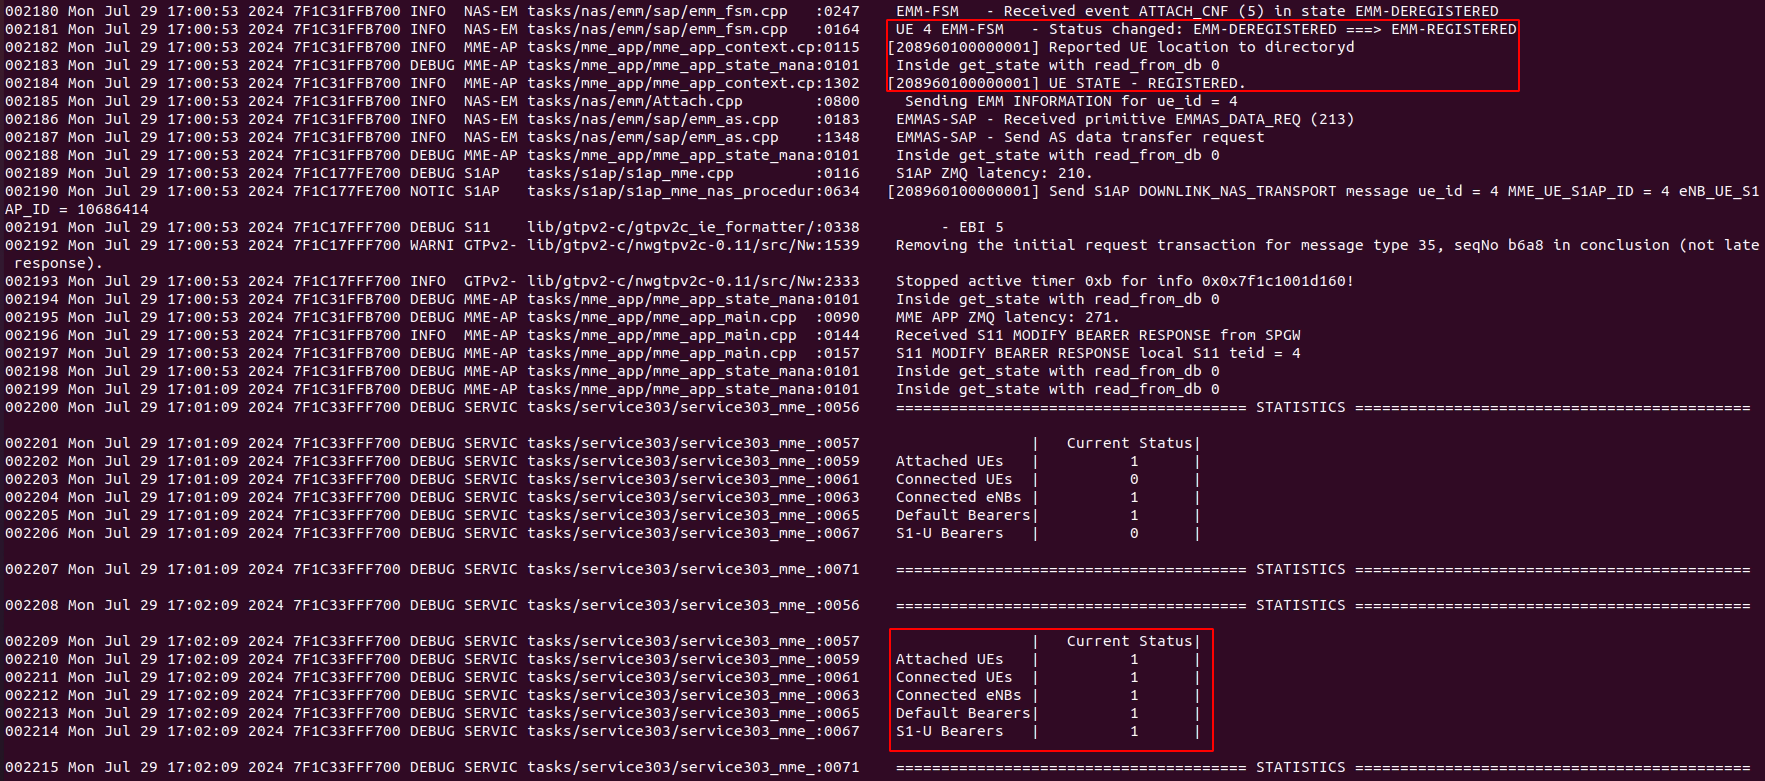 002180 Mon Jul 29 17:00:53 2024 7F1C31FFB700 INFO  NAS-EM tasks/nas/emm/sap/emm_fsm.cpp   :0247    EMM-FSM   - Received event ATTACH_CNF (5) in state EMM-DEREGISTERED
002181 Mon Jul 29 17:00:53 2024 7F1C31FFB700 INFO  NAS-EM tasks/nas/emm/sap/emm_fsm.cpp   :0164    UE 4 EMM-FSM   - Status changed: EMM-DEREGISTERED ===> EMM-REGISTERED
002182 Mon Jul 29 17:00:53 2024 7F1C31FFB700 INFO  MME-AP tasks/mme_app/mme_app_context.cp:0115   [208960100000001] Reported UE location to directoryd
002183 Mon Jul 29 17:00:53 2024 7F1C31FFB700 DEBUG MME-AP tasks/mme_app/mme_app_state_mana:0101    Inside get_state with read_from_db 0
002184 Mon Jul 29 17:00:53 2024 7F1C31FFB700 INFO  MME-AP tasks/mme_app/mme_app_context.cp:1302   [208960100000001] UE STATE - REGISTERED.
002185 Mon Jul 29 17:00:53 2024 7F1C31FFB700 INFO  NAS-EM tasks/nas/emm/Attach.cpp        :0800     Sending EMM INFORMATION for ue_id = 4
002186 Mon Jul 29 17:00:53 2024 7F1C31FFB700 INFO  NAS-EM tasks/nas/emm/sap/emm_as.cpp    :0183    EMMAS-SAP - Received primitive EMMAS_DATA_REQ (213)
002187 Mon Jul 29 17:00:53 2024 7F1C31FFB700 INFO  NAS-EM tasks/nas/emm/sap/emm_as.cpp    :1348    EMMAS-SAP - Send AS data transfer request
002188 Mon Jul 29 17:00:53 2024 7F1C31FFB700 DEBUG MME-AP tasks/mme_app/mme_app_state_mana:0101    Inside get_state with read_from_db 0
002189 Mon Jul 29 17:00:53 2024 7F1C177FE700 DEBUG S1AP   tasks/s1ap/s1ap_mme.cpp         :0116    S1AP ZMQ latency: 210.
002190 Mon Jul 29 17:00:53 2024 7F1C177FE700 NOTIC S1AP   tasks/s1ap/s1ap_mme_nas_procedur:0634   [208960100000001] Send S1AP DOWNLINK_NAS_TRANSPORT message ue_id = 4 MME_UE_S1AP_ID = 4 eNB_UE_S1
AP_ID = 10686414
002191 Mon Jul 29 17:00:53 2024 7F1C17FFF700 DEBUG S11    lib/gtpv2-c/gtpv2c_ie_formatter/:0338         - EBI 5
002192 Mon Jul 29 17:00:53 2024 7F1C17FFF700 WARNI GTPv2- lib/gtpv2-c/nwgtpv2c-0.11/src/Nw:1539    Removing the initial request transaction for message type 35, seqNo b6a8 in conclusion (not late
 response).
002193 Mon Jul 29 17:00:53 2024 7F1C17FFF700 INFO  GTPv2- lib/gtpv2-c/nwgtpv2c-0.11/src/Nw:2333    Stopped active timer 0xb for info 0x0x7f1c1001d160!
002194 Mon Jul 29 17:00:53 2024 7F1C31FFB700 DEBUG MME-AP tasks/mme_app/mme_app_state_mana:0101    Inside get_state with read_from_db 0
002195 Mon Jul 29 17:00:53 2024 7F1C31FFB700 DEBUG MME-AP tasks/mme_app/mme_app_main.cpp  :0090    MME APP ZMQ latency: 271.
002196 Mon Jul 29 17:00:53 2024 7F1C31FFB700 INFO  MME-AP tasks/mme_app/mme_app_main.cpp  :0144    Received S11 MODIFY BEARER RESPONSE from SPGW
002197 Mon Jul 29 17:00:53 2024 7F1C31FFB700 DEBUG MME-AP tasks/mme_app/mme_app_main.cpp  :0157    S11 MODIFY BEARER RESPONSE local S11 teid = 4
002198 Mon Jul 29 17:00:53 2024 7F1C31FFB700 DEBUG MME-AP tasks/mme_app/mme_app_state_mana:0101    Inside get_state with read_from_db 0
002199 Mon Jul 29 17:01:09 2024 7F1C31FFB700 DEBUG MME-AP tasks/mme_app/mme_app_state_mana:0101    Inside get_state with read_from_db 0
002200 Mon Jul 29 17:01:09 2024 7F1C33FFF700 DEBUG SERVIC tasks/service303/service303_mme_:0056    ======================================= STATISTICS ============================================
002201 Mon Jul 29 17:01:09 2024 7F1C33FFF700 DEBUG SERVIC tasks/service303/service303_mme_:0057                   |   Current Status|
002202 Mon Jul 29 17:01:09 2024 7F1C33FFF700 DEBUG SERVIC tasks/service303/service303_mme_:0059    Attached UEs   |          1      |
002203 Mon Jul 29 17:01:09 2024 7F1C33FFF700 DEBUG SERVIC tasks/service303/service303_mme_:0061    Connected UEs  |          0      |
002204 Mon Jul 29 17:01:09 2024 7F1C33FFF700 DEBUG SERVIC tasks/service303/service303_mme_:0063    Connected eNBs |          1      |
002205 Mon Jul 29 17:01:09 2024 7F1C33FFF700 DEBUG SERVIC tasks/service303/service303_mme_:0065    Default Bearers|          1      |
002206 Mon Jul 29 17:01:09 2024 7F1C33FFF700 DEBUG SERVIC tasks/service303/service303_mme_:0067    S1-U Bearers   |          0      |
002207 Mon Jul 29 17:01:09 2024 7F1C33FFF700 DEBUG SERVIC tasks/service303/service303_mme_:0071    ======================================= STATISTICS ============================================
002208 Mon Jul 29 17:02:09 2024 7F1C33FFF700 DEBUG SERVIC tasks/service303/service303_mme_:0056    ======================================= STATISTICS ============================================
002209 Mon Jul 29 17:02:09 2024 7F1C33FFF700 DEBUG SERVIC tasks/service303/service303_mme_:0057                   |   Current Status|
002210 Mon Jul 29 17:02:09 2024 7F1C33FFF700 DEBUG SERVIC tasks/service303/service303_mme_:0059    Attached UEs   |          1      |
002211 Mon Jul 29 17:02:09 2024 7F1C33FFF700 DEBUG SERVIC tasks/service303/service303_mme_:0061    Connected UEs  |          1      |
002212 Mon Jul 29 17:02:09 2024 7F1C33FFF700 DEBUG SERVIC tasks/service303/service303_mme_:0063    Connected eNBs |          1      |
002213 Mon Jul 29 17:02:09 2024 7F1C33FFF700 DEBUG SERVIC tasks/service303/service303_mme_:0065    Default Bearers|          1      |
002214 Mon Jul 29 17:02:09 2024 7F1C33FFF700 DEBUG SERVIC tasks/service303/service303_mme_:0067    S1-U Bearers   |          1      |
002215 Mon Jul 29 17:02:09 2024 7F1C33FFF700 DEBUG SERVIC tasks/service303/service303_mme_:0071    ======================================= STATISTICS ============================================